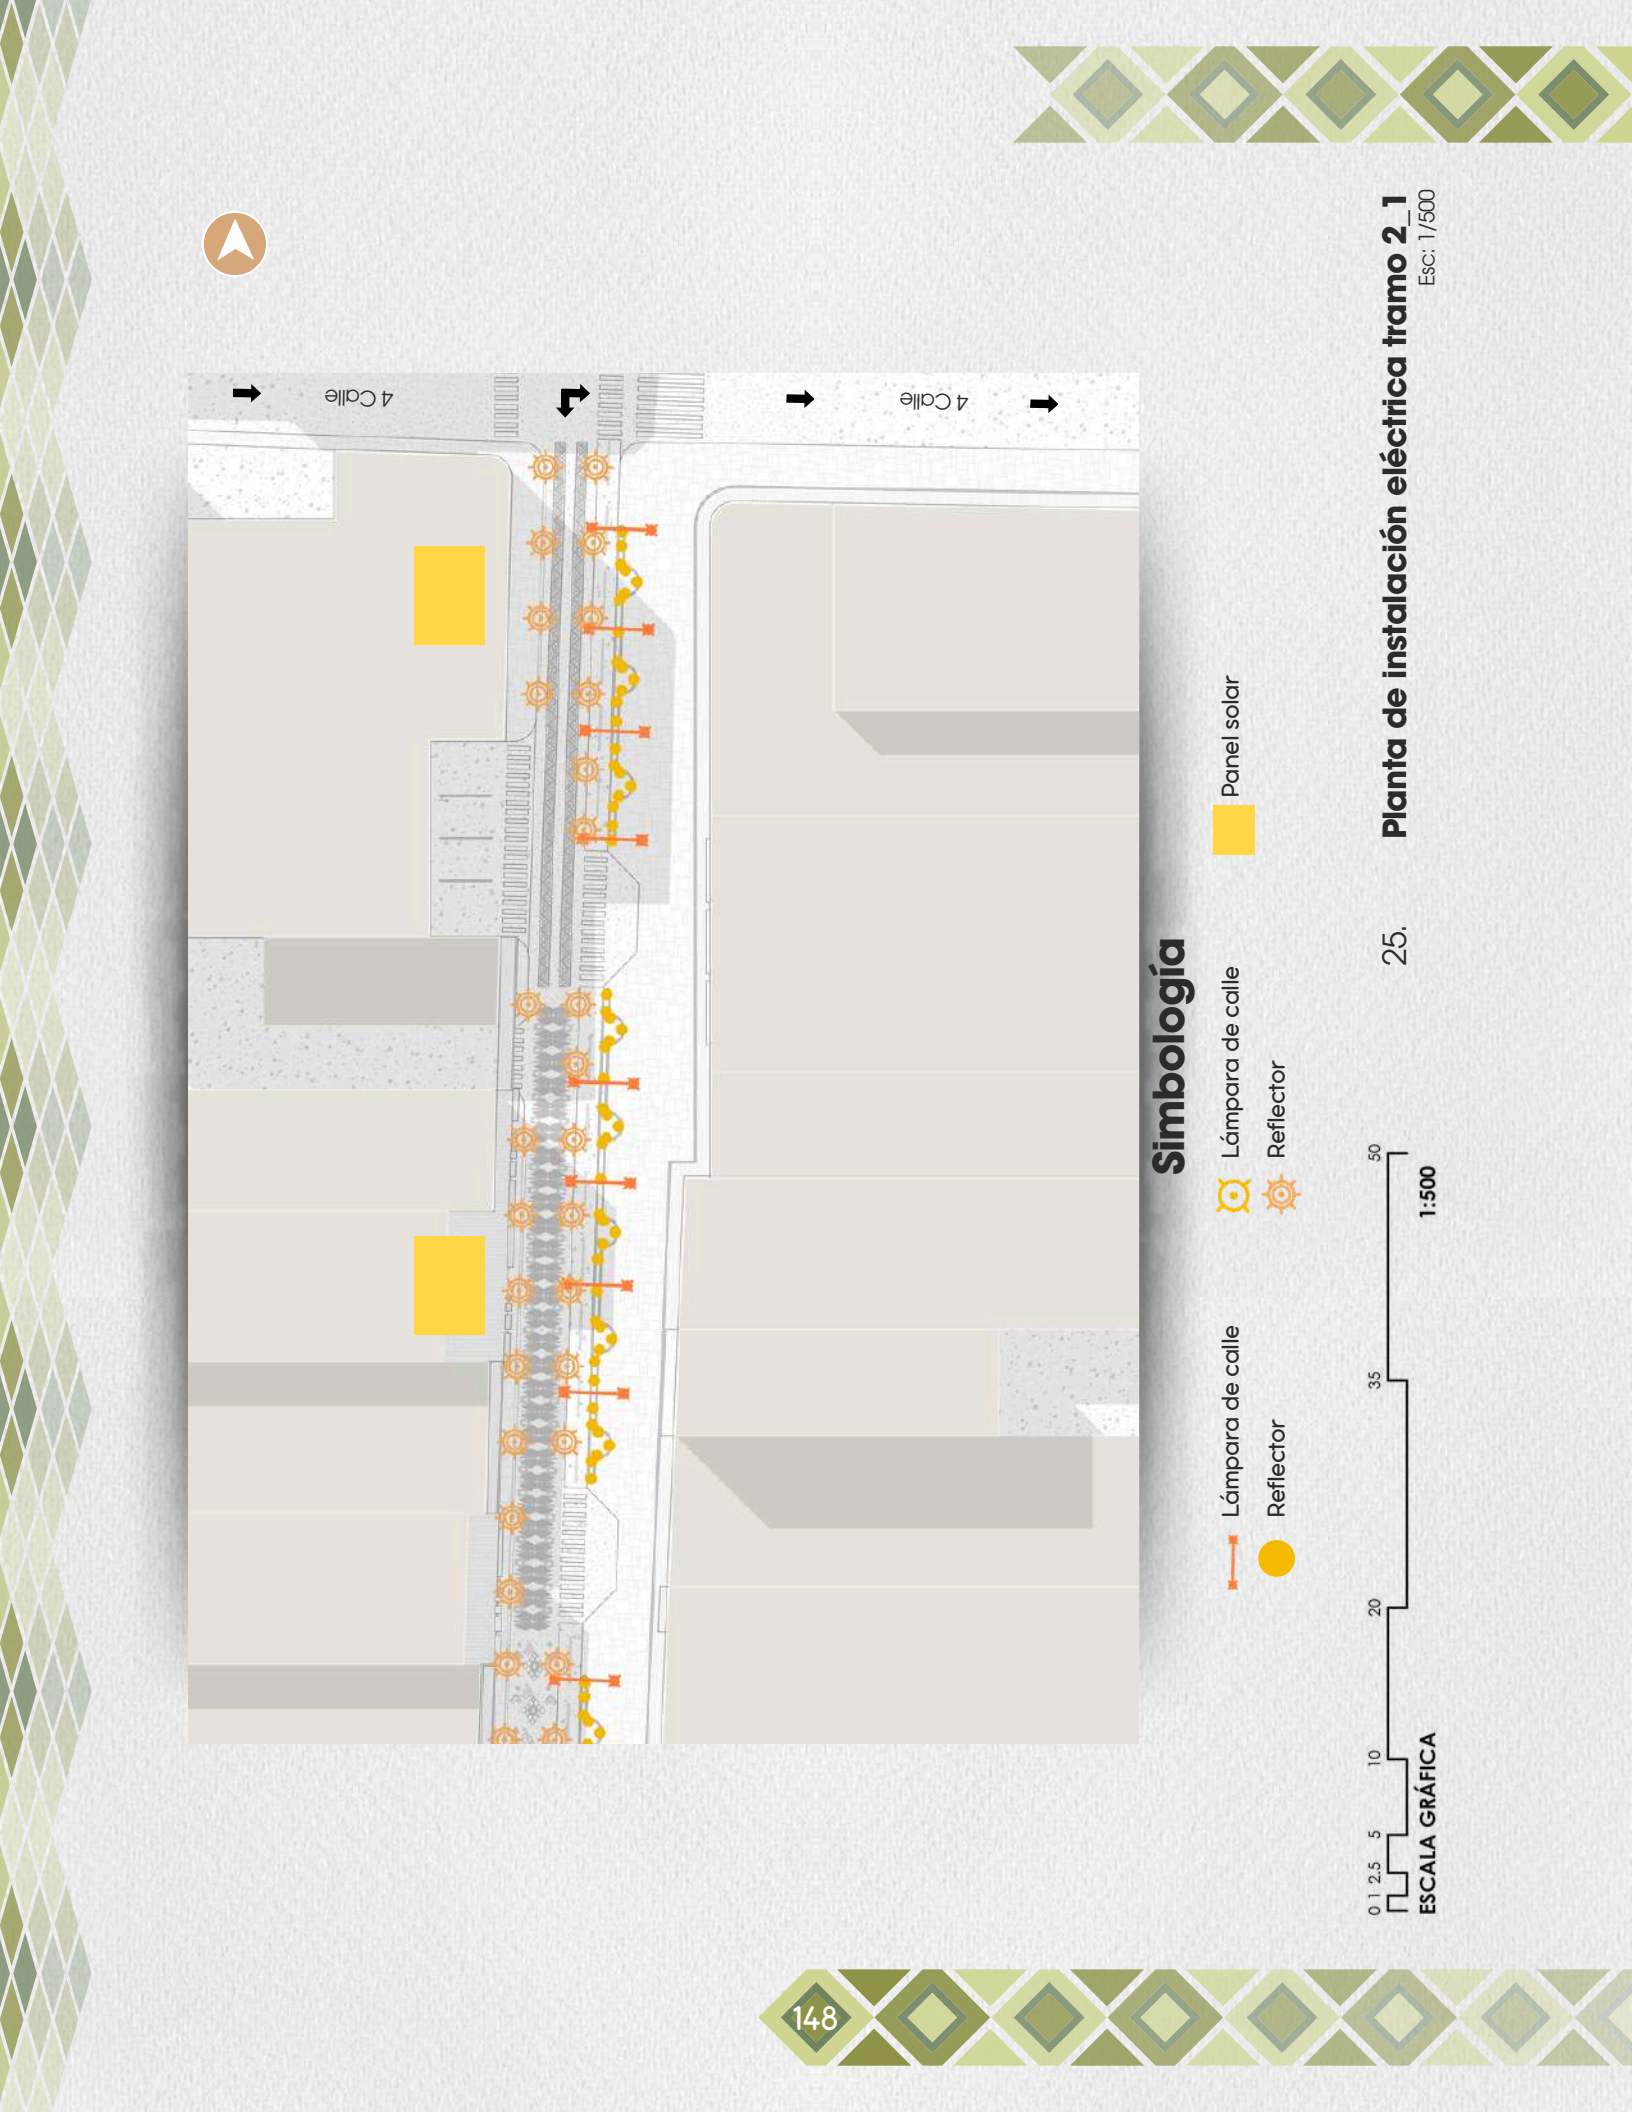 4 Calle
4 Calle
Simbología
Lámpara de calle
Reflector
Lámpara de calle
Reflector
Panel solar
0 1 2.5 5 10 20 35 50
ESCALA GRÁFICA
1:500
25.
Planta de instalación eléctrica tramo 2_1
Esc: 1/500
148